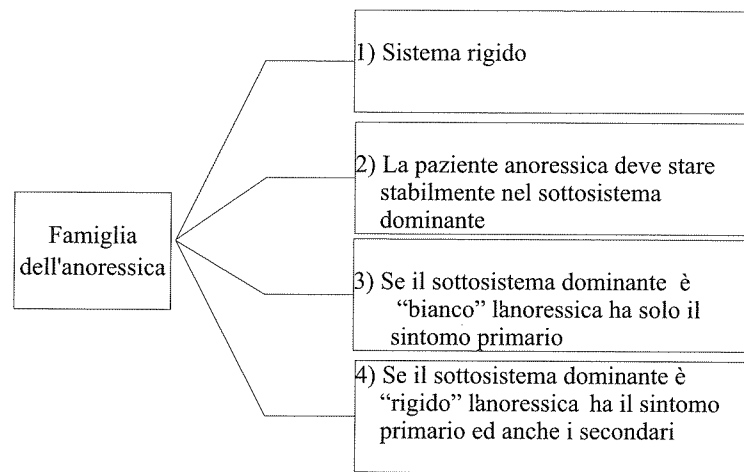 Famiglia
dell'anoressica
1) Sistema rigido
2) La paziente anoressica deve stare
stabilmente nel sottosistema
dominante
3) Se il sottosistema dominante è
“bianco” lanoressica ha solo il
sintomo primario
4) Se il sottosistema dominante è
“rigido” lanoressica ha il sintomo
primario ed anche i secondari